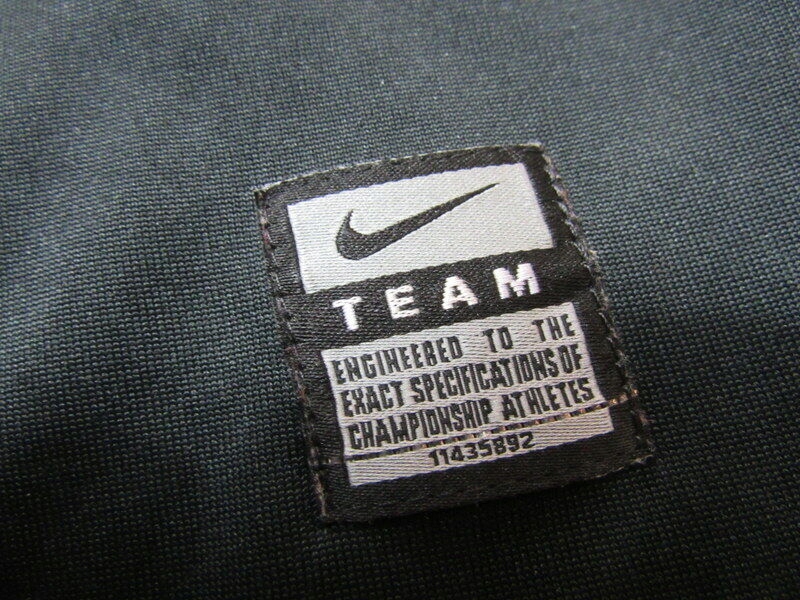 TEAM
ENGINEERED TO THE
EXACT SPECIFICATIONS OF
CHAMPIONSHIP ATHLETES
11435892